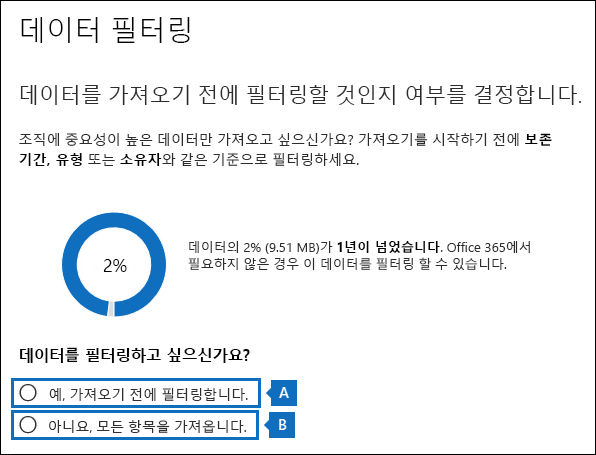 데이터 필터링
데이터를 가져오기 전에 필터링할 것인지 여부를 결정합니다.
조직에 중요성이 높은 데이터만 가져오고 싶으신가요? 가져오기를 시작하기 전에 보존
기간, 유형 또는 소유자와 같은 기준으로 필터링하세요.
2%
데이터의 2% (9.51 MB)가 1년이 넘었습니다. Office 365에서
필요하지 않은 경우 이 데이터를 필터링 할 수 있습니다.
데이터를 필터링하고 싶으신가요?
예, 가져오기 전에 필터링합니다. A
아니요, 모든 항목을 가져옵니다. B